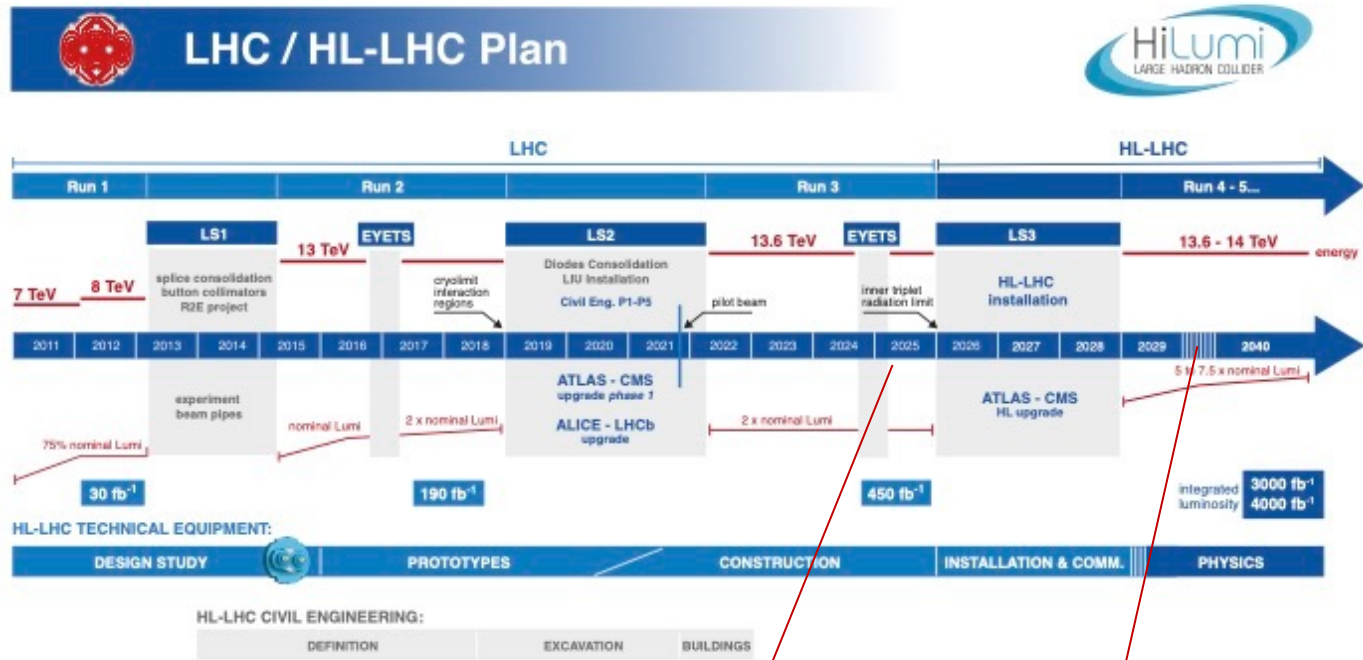 LHC / HL-LHC Plan
HiLumi
LARGE HADRON COLLIDER
LHC
HL-LHC
Run 1
Run 2
Run 3
Run 4 - 5...
LS1
EYETS
LS2
EYETS
LS3
13 TeV
13.6 TeV
13.6 - 14 TeV
energy
7 TeV
8 TeV
splice consolidation
button collimators
R2E project
cryolimit
interaction
regions
Diodes Consolidation
LIU Installation
Civil Eng. P1-P5
pilot beam
inner triplet
radiation limit
HL-LHC
installation
2011 2012 2013 2014 2015 2016 2017 2018 2019 2020 2021 2022 2023 2024 2025 2026 2027 2028 2029 2040
5 to 7.5 x nominal Lumi
experiment
beam pipes
ATLAS - CMS
upgrade phase 1
ALICE - LHCb
upgrade
ATLAS - CMS
HL upgrade
75% nominal Lumi
nominal Lumi
2 x nominal Lumi
2 x nominal Lumi
30 fb⁻¹
190 fb⁻¹
450 fb⁻¹
integrated
luminosity
3000 fb⁻¹
4000 fb⁻¹
HL-LHC TECHNICAL EQUIPMENT:
DESIGN STUDY
PROTOTYPES
CONSTRUCTION
INSTALLATION & COMM.
PHYSICS
HL-LHC CIVIL ENGINEERING:
DEFINITION
EXCAVATION
BUILDINGS